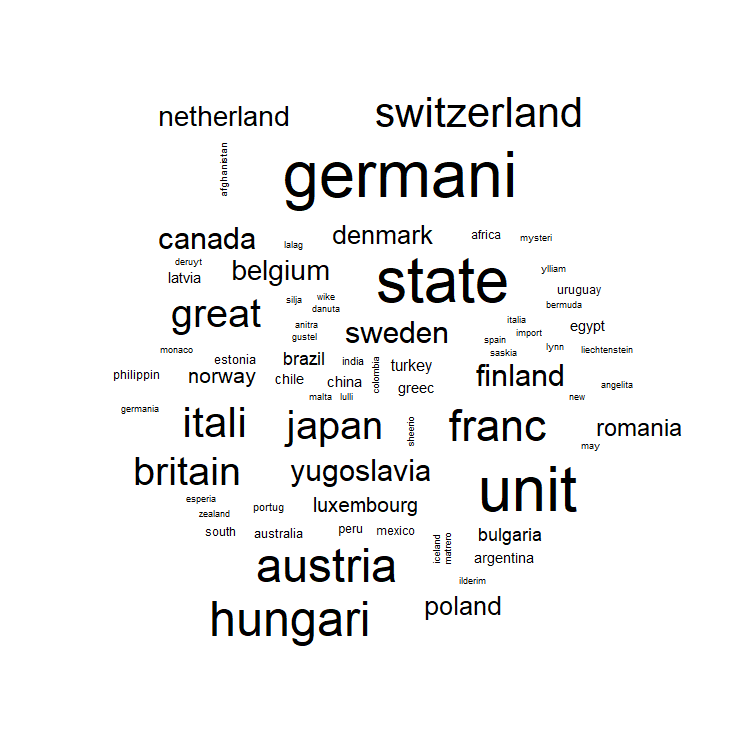 netherland
switzerland
afghanistan
germani
canada
lalag
denmark
africa
mysteri
deruyt
latvia
belgium
state
ylliam
uruguay
bermuda
great
silja
wike
danuta
anitra
gustel
sweden
italia
import
spain
saskia
lynn
egypt
liechtenstein
monaco
estonia
brazil
india
colombia
turkey
philippin
norway
chile
china
greec
finland
angelita
malta
lulli
new
germania
itali
japan
sheerio
franc
romania
may
britain
yugoslavia
unit
esperia
zealand
portug
luxembourg
south
australia
peru
mexico
iceland
matrero
bulgaria
argentina
austria
ilderim
hungari
poland